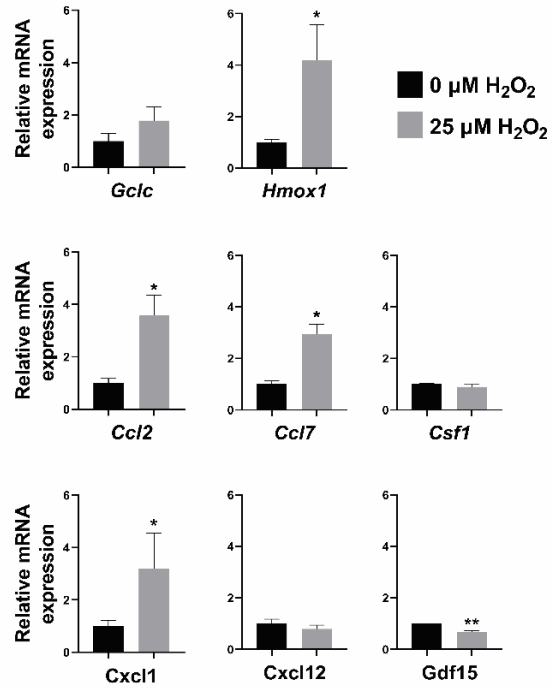 Relative mRNA
expression
6
4
2
0
Gclc
6
4
2
0
*
Hmox1
0 µM H₂O₂
25 µM H₂O₂
Relative mRNA
expression
6
4
2
0
*
Ccl2
6
4
2
0
*
Ccl7
6
4
2
0
Csf1
Relative mRNA
expression
6
4
2
0
*
Cxcl1
6
4
2
0
Cxcl12
6
4
2
0
**
Gdf15